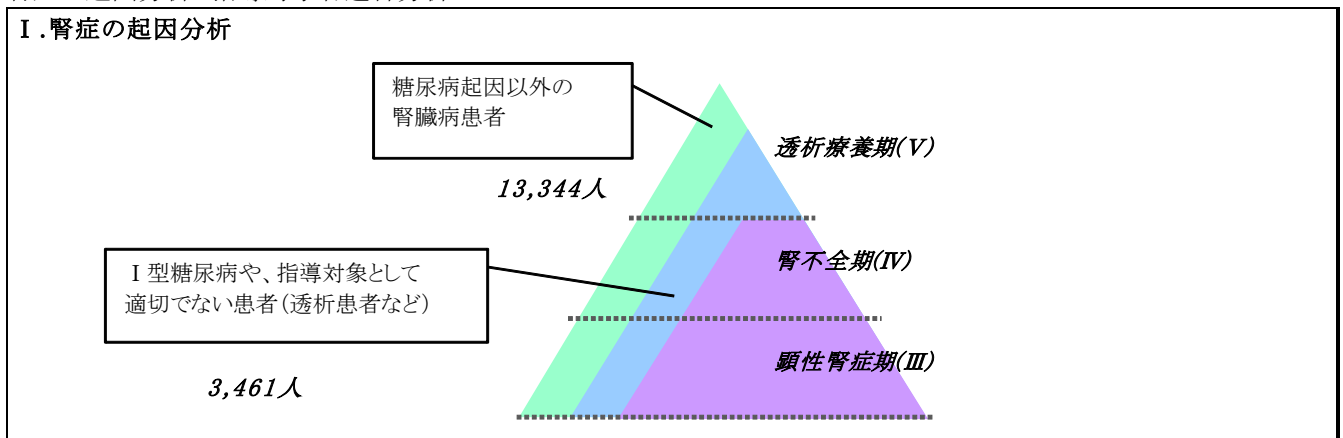 Ⅰ.腎症の起因分析
糖尿病起因以外の
腎臓病患者
透析療養期(Ⅴ)
13,344人
腎不全期(Ⅳ)
Ⅰ型糖尿病や、指導対象として
適切でない患者(透析患者など)
顕性腎症期(Ⅲ)
3,461人